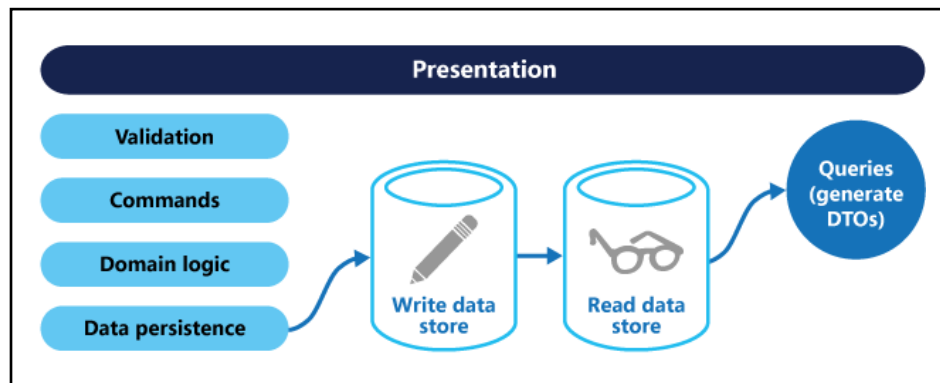 Presentation
Validation
Commands
Domain logic
Data persistence
Write data
store
Read data
store
Queries
(generate
DTOs)